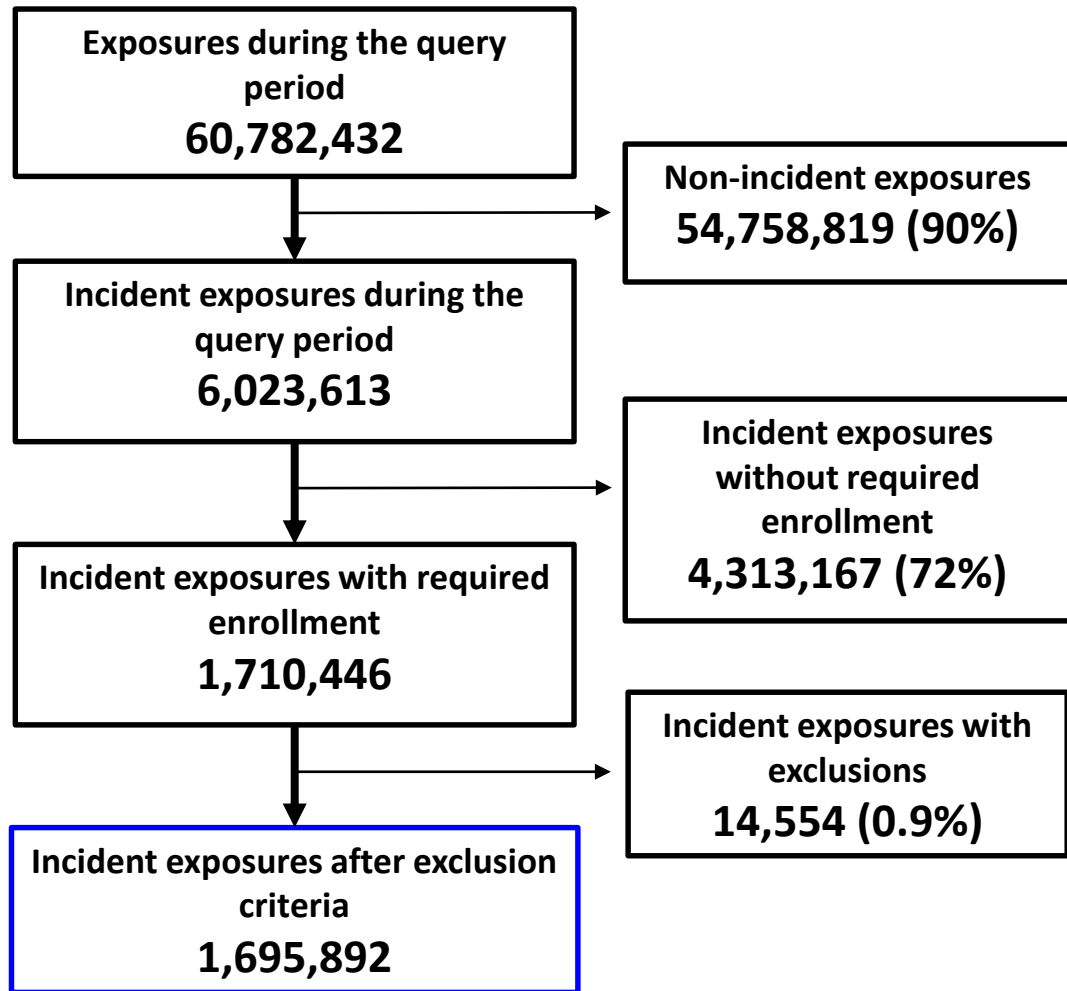 Exposures during the query
period
60,782,432
Non-incident exposures
54,758,819 (90%)
Incident exposures during the
query period
6,023,613
Incident exposures
without required
enrollment
4,313,167 (72%)
Incident exposures with required
enrollment
1,710,446
Incident exposures with
exclusions
14,554 (0.9%)
Incident exposures after exclusion
criteria
1,695,892